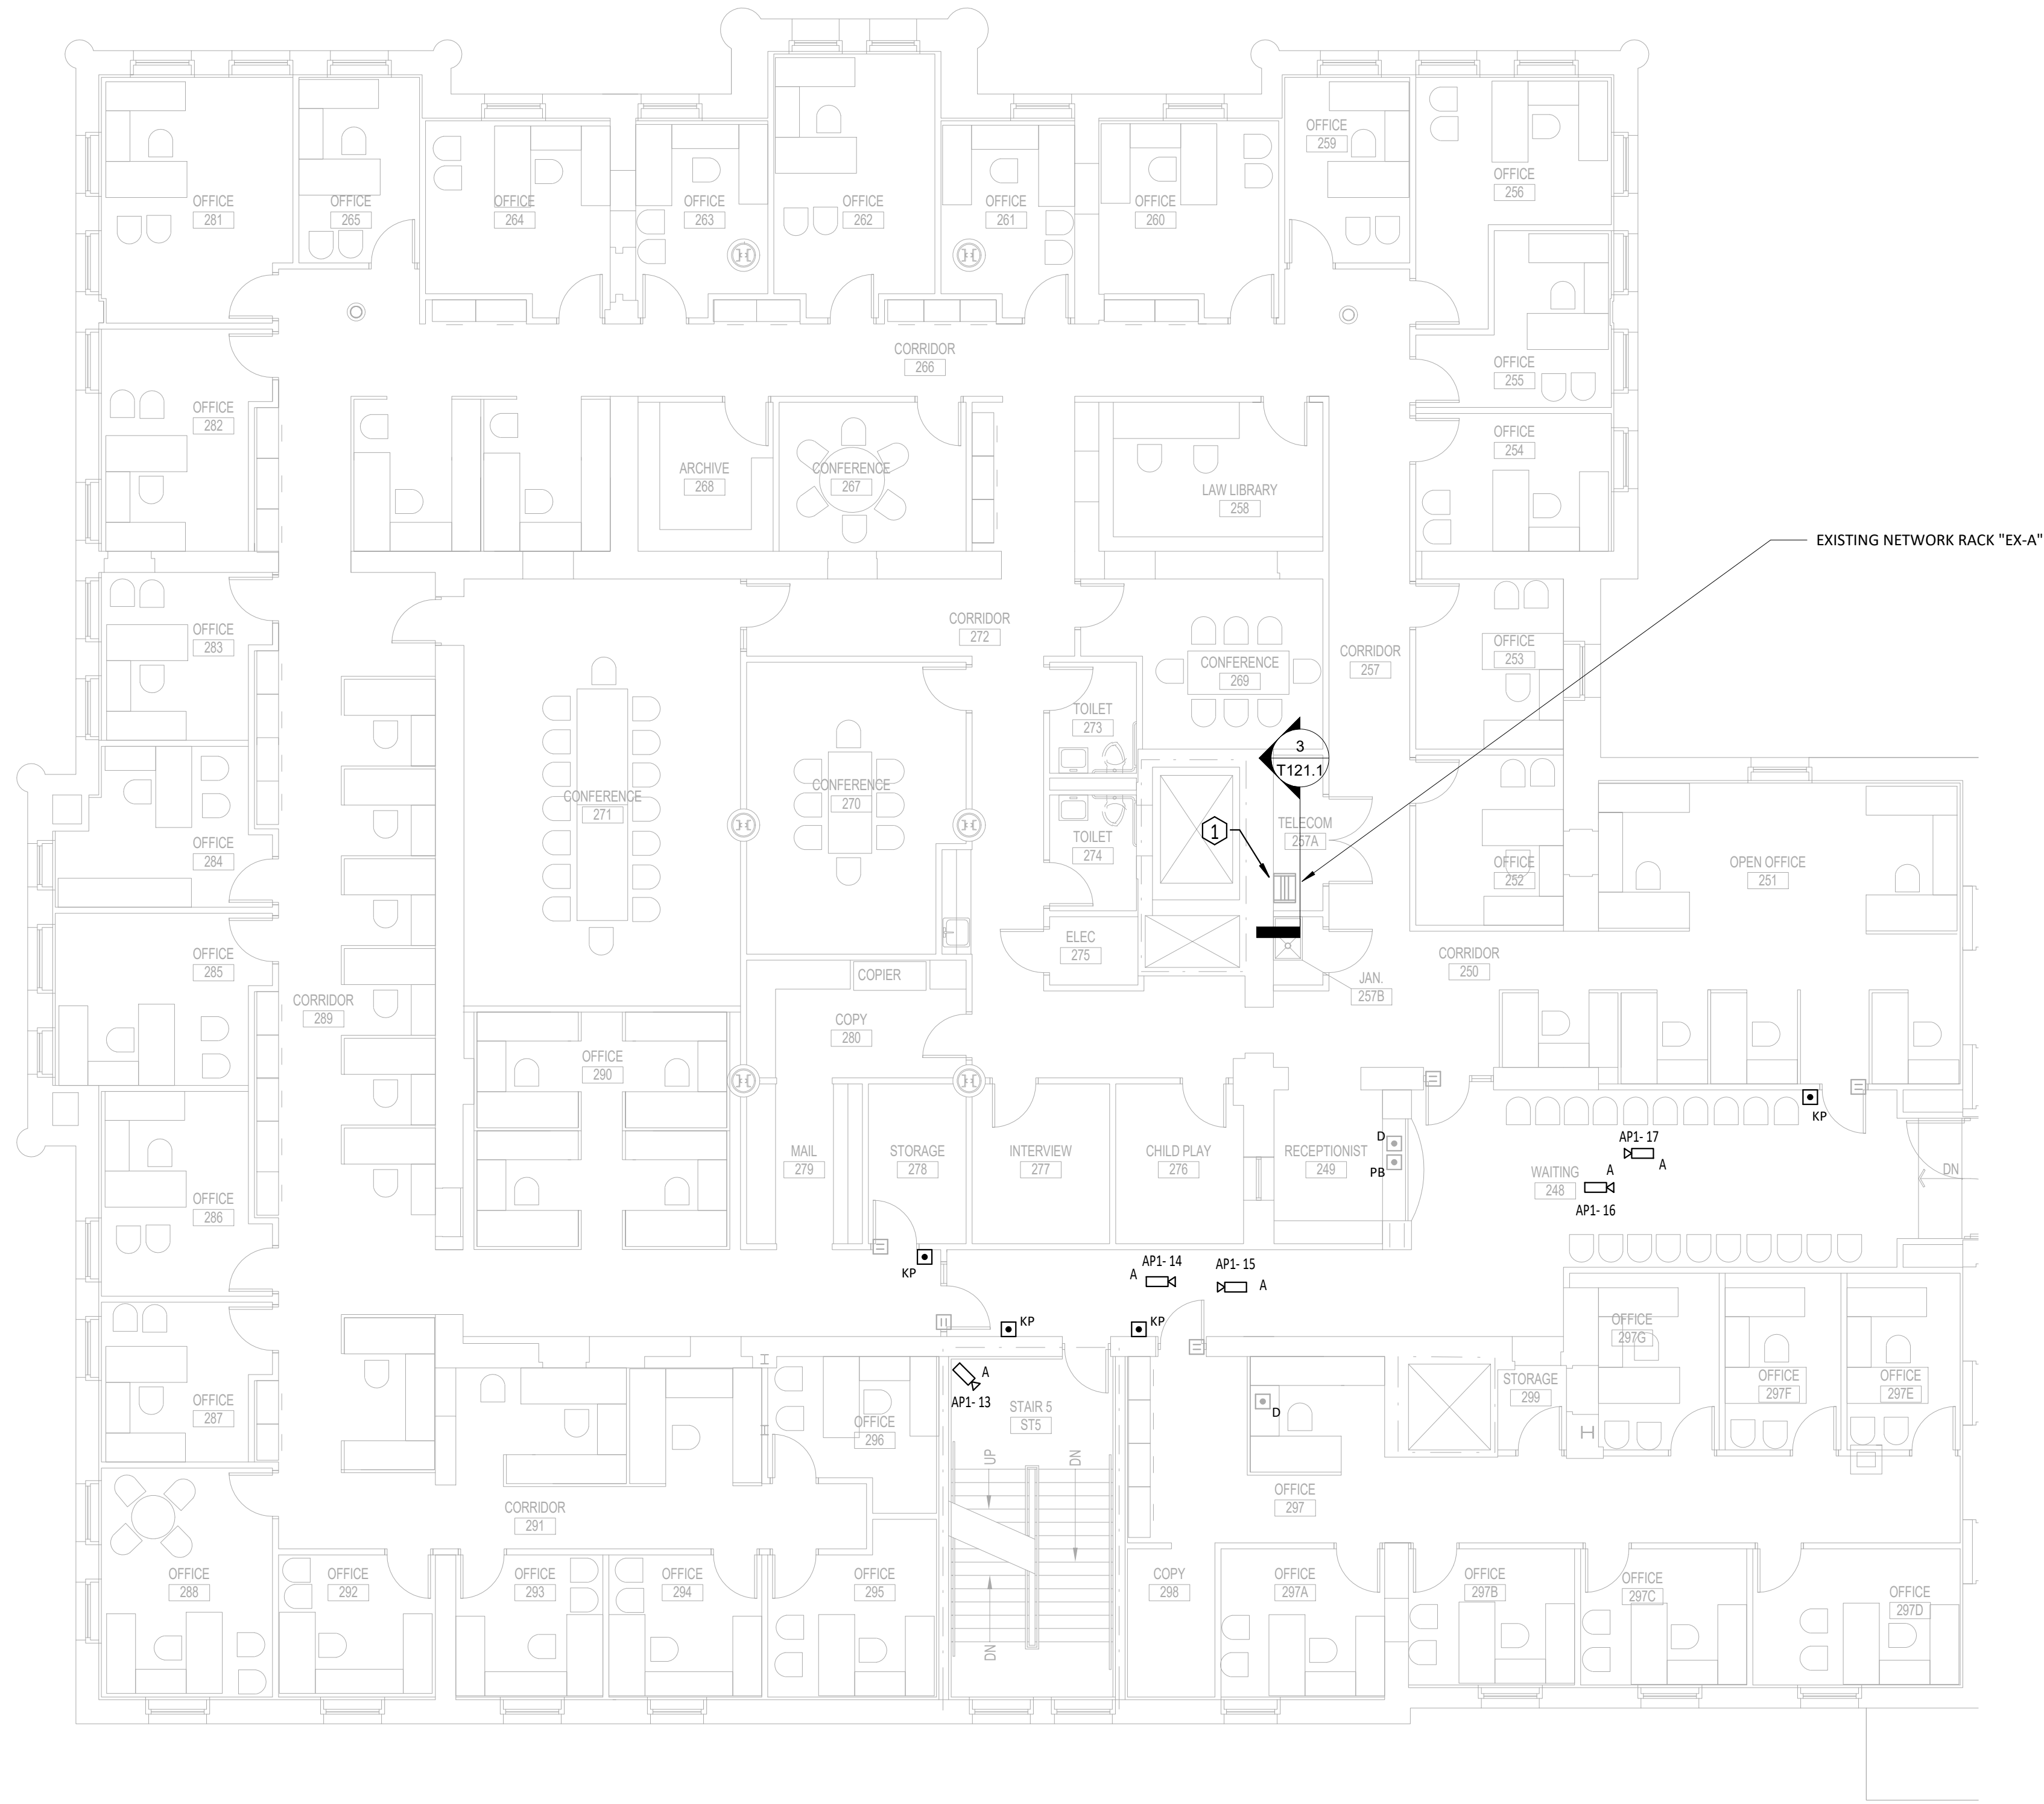 OFFICE
259
OFFICE
256
OFFICE
281
OFFICE
265
OFFICE
264
OFFICE
263
OFFICE
262
OFFICE
261
OFFICE
260
CORRIDOR
266
OFFICE
255
OFFICE
282
OFFICE
254
ARCHIVE
268
CONFERENCE
267
LAW LIBRARY
258
EXISTING NETWORK RACK "EX-A"
OFFICE
283
CORRIDOR
272
OFFICE
253
CORRIDOR
257
CONFERENCE
269
TOILET
273
3
T121.1
CONFERENCE
271
CONFERENCE
270
TELECOM
257A
1
TOILET
274
OFFICE
284
OFFICE
252
OPEN OFFICE
251
ELEC
275
OFFICE
285
COPIER
CORRIDOR
250
JAN.
257B
CORRIDOR
289
COPY
280
OFFICE
290
KP
D
AP1- 17
A
MAIL
279
STORAGE
278
INTERVIEW
277
CHILD PLAY
276
RECEPTIONIST
249
PB
WAITING
248
A
AP1- 16
DN
OFFICE
286
KP
AP1- 14
A
AP1- 15
A
KP
KP
OFFICE
297G
A
AP1- 13
STAIR 5
ST5
D
STORAGE
299
OFFICE
297F
OFFICE
297E
OFFICE
287
OFFICE
296
UP
DN
OFFICE
297
CORRIDOR
291
OFFICE
288
OFFICE
292
OFFICE
293
OFFICE
294
OFFICE
295
DN
COPY
298
OFFICE
297A
OFFICE
297B
OFFICE
297C
OFFICE
297D